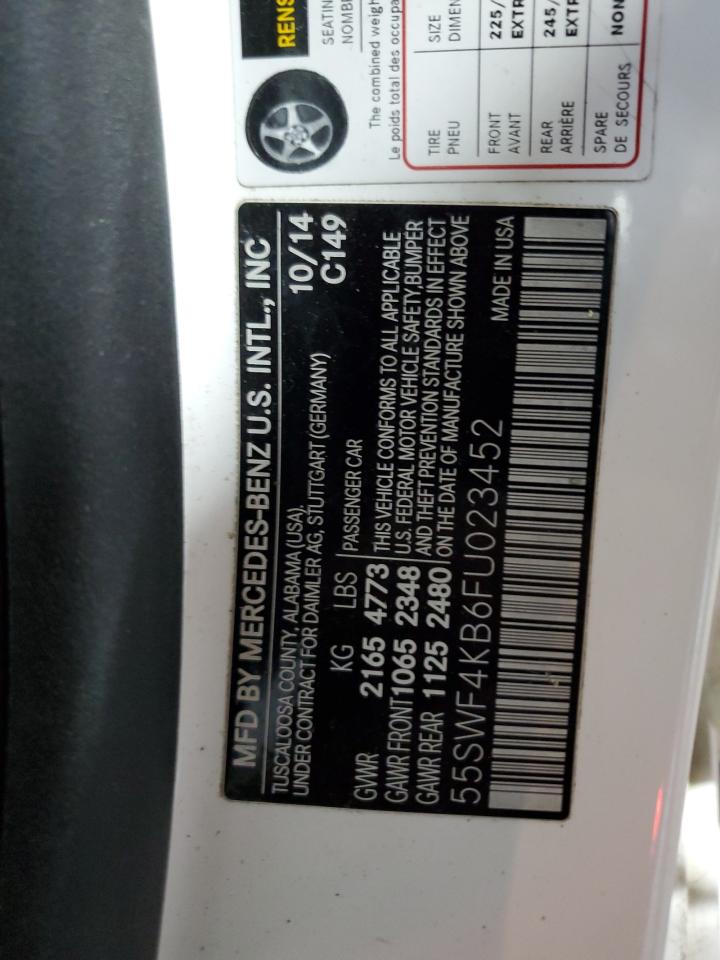 RENS
SEATIN
NOMBR
The combined weigh
Le poids total des occupa
TIRE SIZE
PNEU DIMEN
FRONT 225/
AVANT EXTR
REAR 245/
ARRIÈRE EXTR
SPARE NON
DE SECOURS
MFD BY MERCEDES-BENZ U.S. INTL., INC
TUSCALOOSA COUNTY, ALABAMA (USA), 10/14
UNDER CONTRACT FOR DAIMLER AG, STUTTGART (GERMANY) C149
KG LBS PASSENGER CAR
GWR 2165 4773 THIS VEHICLE CONFORMS TO ALL APPLICABLE
GAWR FRONT 1065 2348 U.S. FEDERAL MOTOR VEHICLE SAFETY,BUMPER
GAWR REAR 1125 2480 AND THEFT PREVENTION STANDARDS IN EFFECT
ON THE DATE OF MANUFACTURE SHOWN ABOVE
55SWF4KB6FU023452 MADE IN USA